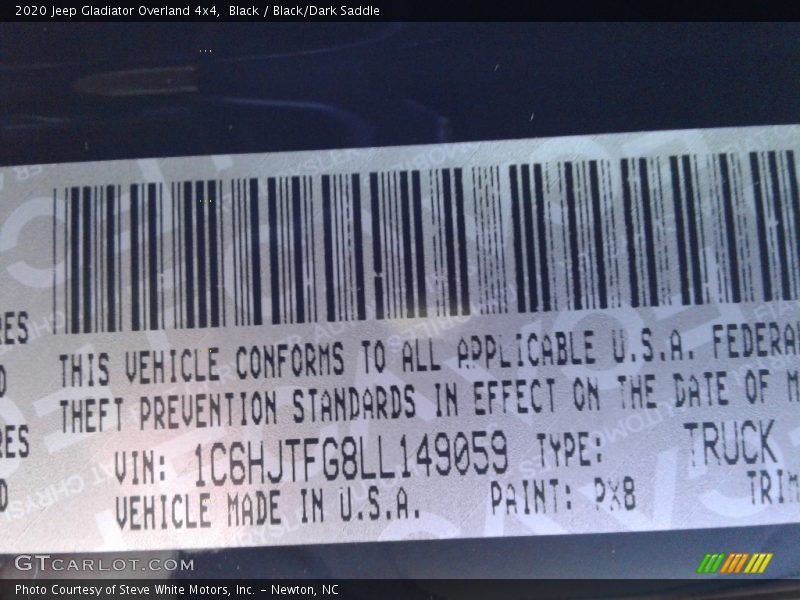 2020 Jeep Gladiator Overland 4x4,  Black / Black/Dark Saddle
RES
THIS VEHICLE CONFORMS TO ALL APPLICABLE U.S.A. FEDERA
D
THEFT PREVENTION STANDARDS IN EFFECT ON THE DATE OF M
RES
VIN: 1C6HJTFG8LL149059 TYPE: TRUCK
D
VEHICLE MADE IN U.S.A. PAINT: PX8 TRIM
GTCARLOT.COM
Photo Courtesy of Steve White Motors, Inc. – Newton, NC